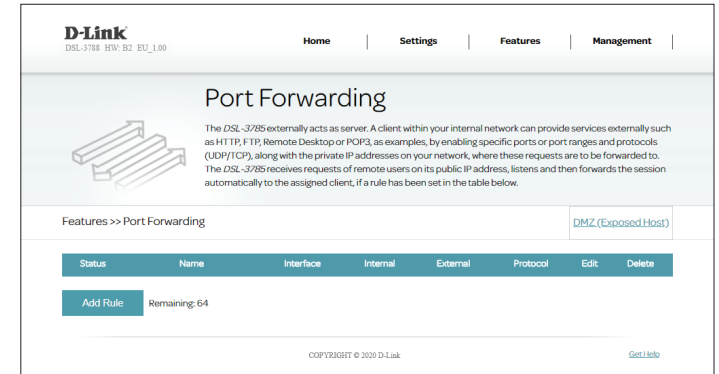 D-Link
DSL-3788 HW: B2 EU_1.00
Home Settings Features Management
Port Forwarding
The DSL-3785 externally acts as server. A client within your internal network can provide services externally such
as HTTP, FTP, Remote Desktop or POP3, as examples, by enabling specific ports or port ranges and protocols
(UDP/TCP), along with the private IP addresses on your network, where these requests are to be forwarded to.
The DSL-3785 receives requests of remote users on its public IP address, listens and then forwards the session
automatically to the assigned client, if a rule has been set in the table below.
Features >> Port Forwarding
DMZ (Exposed Host)
Status Name Interface Internal External Protocol Edit Delete
Add Rule Remaining: 64
COPYRIGHT © 2020 D-Link
Get Help